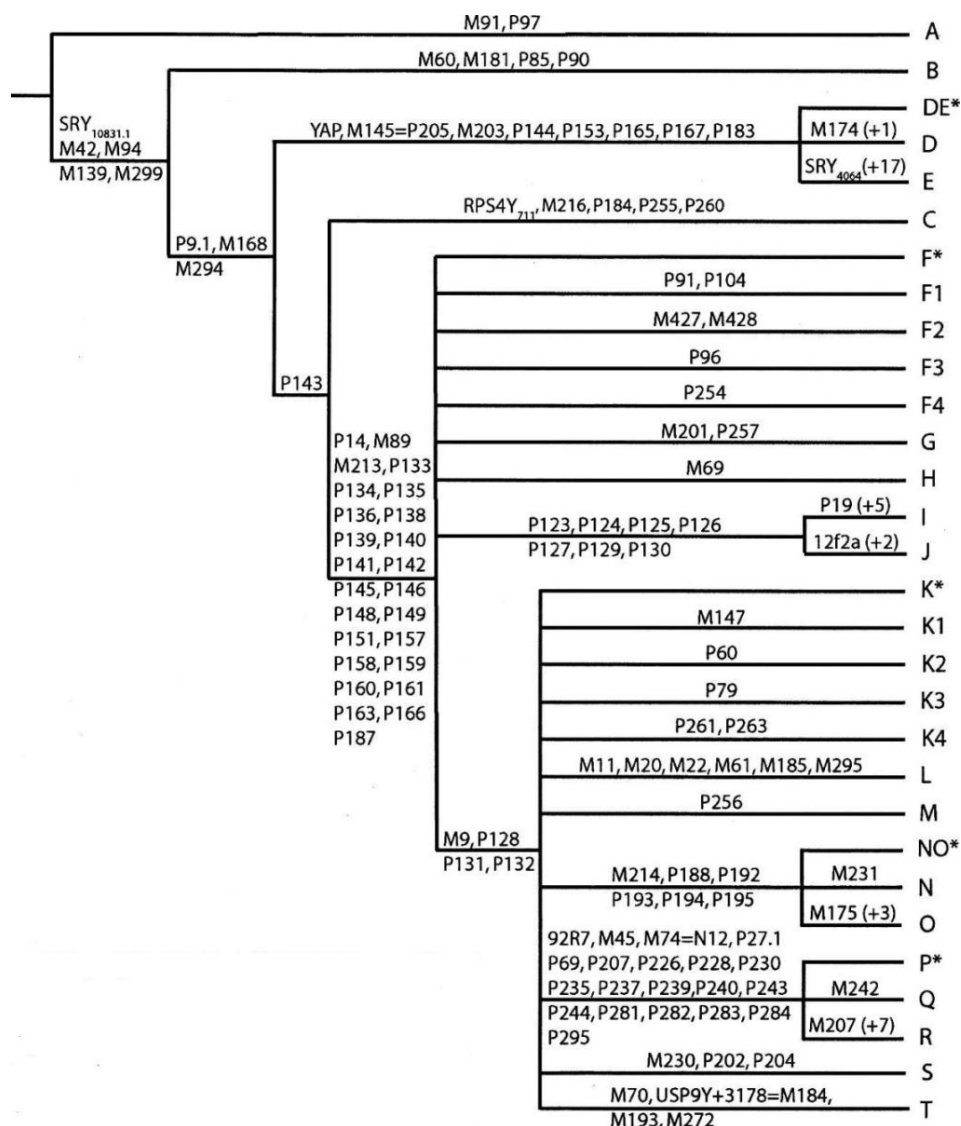 M91, P97
A
M60, M181, P85, P90
B
SRY10831.1
M42, M94
M139, M299
DE*
YAP, M145=P205, M203, P144, P153, P165, P167, P183
M174 (+1)
D
SRY4064(+17)
E
RPS4Y711, M216, P184, P255, P260
C
P9.1, M168
M294
F*
P91, P104
F1
M427, M428
F2
P96
F3
P143
P254
F4
P14, M89
M213, P133
P134, P135
P136, P138
P139, P140
P141, P142
P145, P146
P148, P149
P151, P157
P158, P159
P160, P161
P163, P166
P187
M201, P257
G
M69
H
P19 (+5)
I
P123, P124, P125, P126
P127, P129, P130
12f2a (+2)
J
K*
M147
K1
P60
K2
P79
K3
P261, P263
K4
M11, M20, M22, M61, M185, M295
L
P256
M
M9, P128
P131, P132
NO*
M214, P188, P192
P193, P194, P195
M231
N
M175 (+3)
O
92R7, M45, M74=N12, P27.1
P69, P207, P226, P228, P230
P235, P237, P239, P240, P243
P244, P281, P282, P283, P284
P295
P*
M242
Q
M207 (+7)
R
M230, P202, P204
S
M70, USP9Y+3178=M184,
M193, M272
T